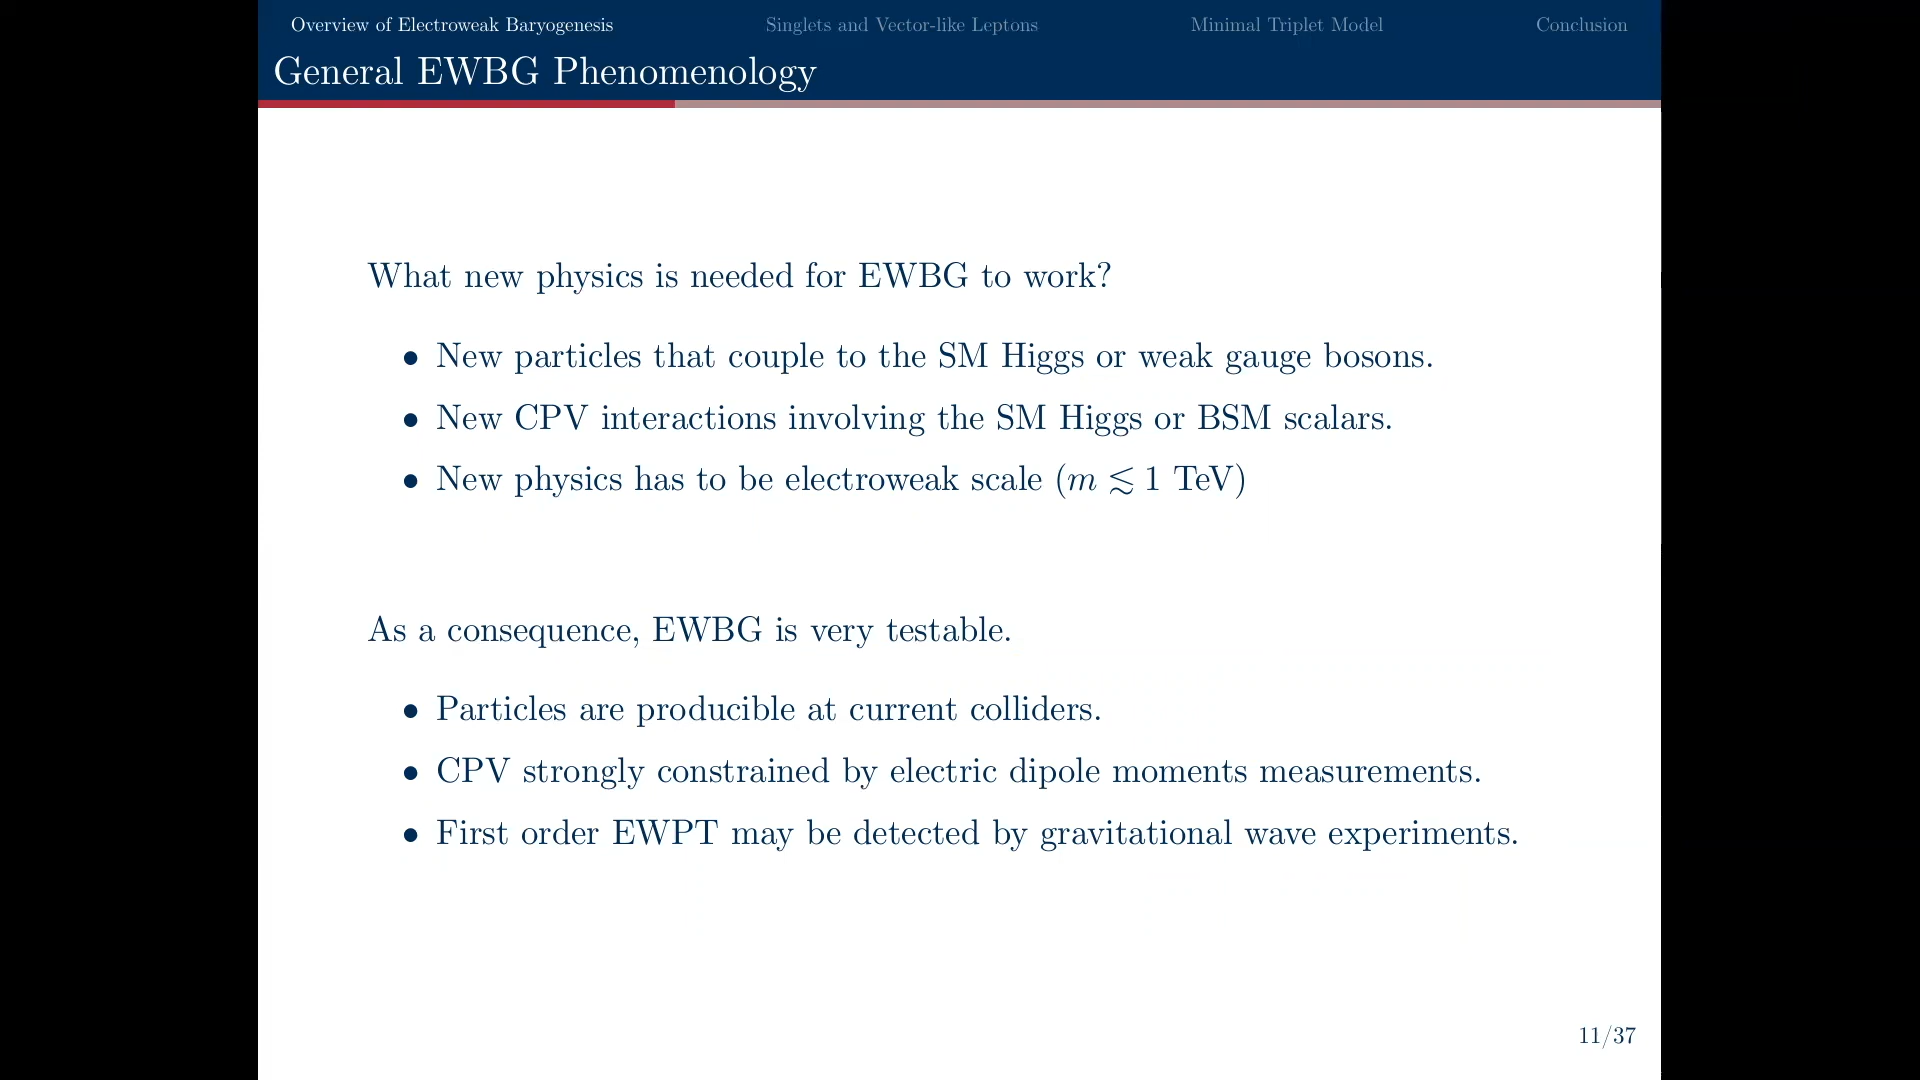 Overview of Electroweak Baryogenesis Singlets and Vector-like Leptons Minimal Triplet Model Conclusion
General EWBG Phenomenology
What new physics is needed for EWBG to work?
• New particles that couple to the SM Higgs or weak gauge bosons.
• New CPV interactions involving the SM Higgs or BSM scalars.
• New physics has to be electroweak scale (m ≲ 1 TeV)
As a consequence, EWBG is very testable.
• Particles are producible at current colliders.
• CPV strongly constrained by electric dipole moments measurements.
• First order EWPT may be detected by gravitational wave experiments.
11/37